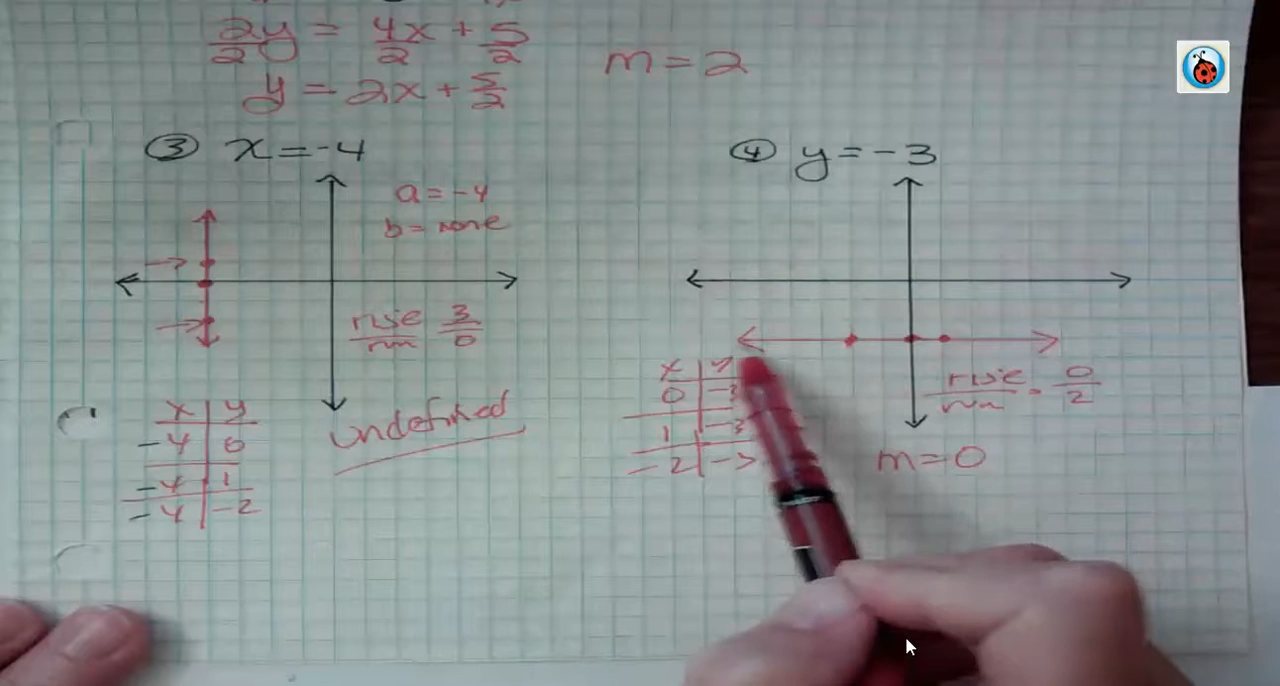 2y/2 = 4x/2 + 5/2
y = 2x + 5/2
m = 2
③ x = -4
a = -4
b = none
rise/run 3/0
undefined
x | y
-4 | 0
-4 | 1
-4 | -2
④ y = -3
x | y
0 | -3
1 | -3
-2 | -3
rise/run = 0/2
m = 0